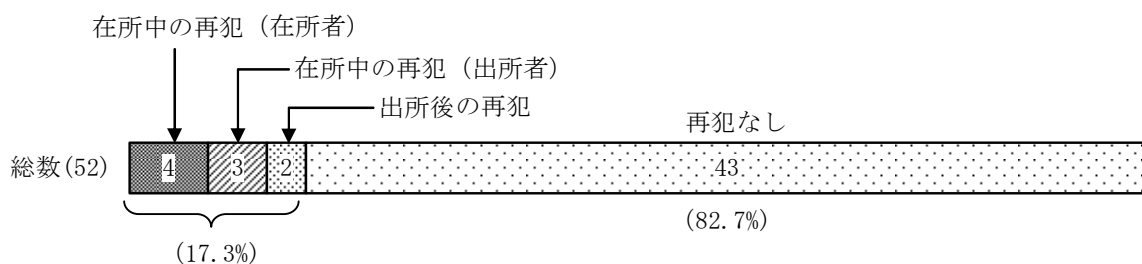 在所中の再犯（在所者）
在所中の再犯（出所者）
出所後の再犯
再犯なし
総数(52) 4 3 2 43
(82.7%)
(17.3%)